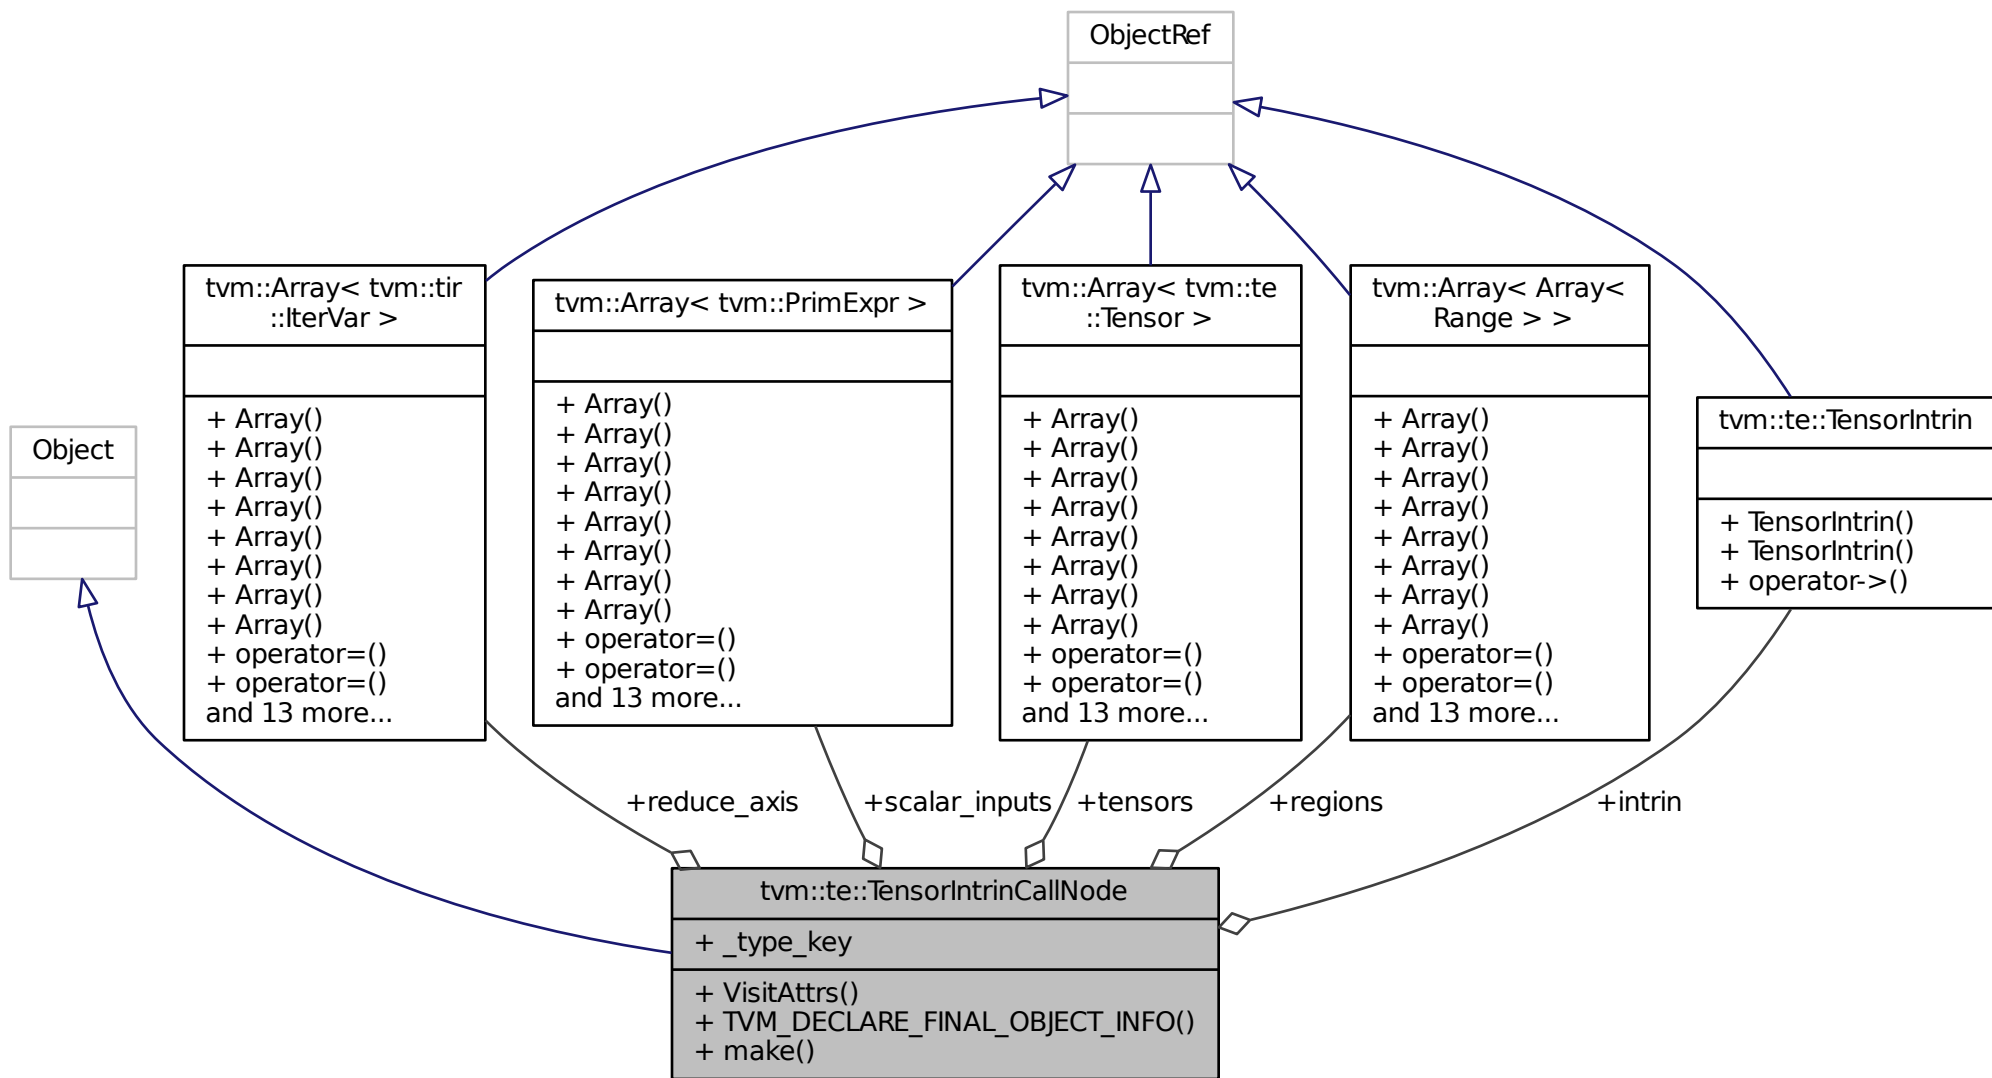 ObjectRef
tvm::Array< tvm::tir
::IterVar >
+ Array()
+ Array()
+ Array()
+ Array()
+ Array()
+ Array()
+ Array()
+ Array()
+ operator=()
+ operator=()
and 13 more...
tvm::Array< tvm::PrimExpr >
+ Array()
+ Array()
+ Array()
+ Array()
+ Array()
+ Array()
+ Array()
+ Array()
+ operator=()
+ operator=()
and 13 more...
tvm::Array< tvm::te
::Tensor >
+ Array()
+ Array()
+ Array()
+ Array()
+ Array()
+ Array()
+ Array()
+ Array()
+ operator=()
+ operator=()
and 13 more...
tvm::Array< Array<
Range > >
+ Array()
+ Array()
+ Array()
+ Array()
+ Array()
+ Array()
+ Array()
+ Array()
+ operator=()
+ operator=()
and 13 more...
tvm::te::TensorIntrin
+ TensorIntrin()
+ TensorIntrin()
+ operator->()
Object
+reduce_axis
+scalar_inputs
+tensors
+regions
+intrin
tvm::te::TensorIntrinCallNode
+ _type_key
+ VisitAttrs()
+ TVM_DECLARE_FINAL_OBJECT_INFO()
+ make()